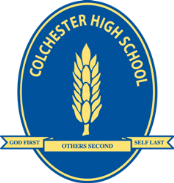 COLCHESTER HIGH SCHOOL
GOD FIRST
OTHERS SECOND
SELF LAST